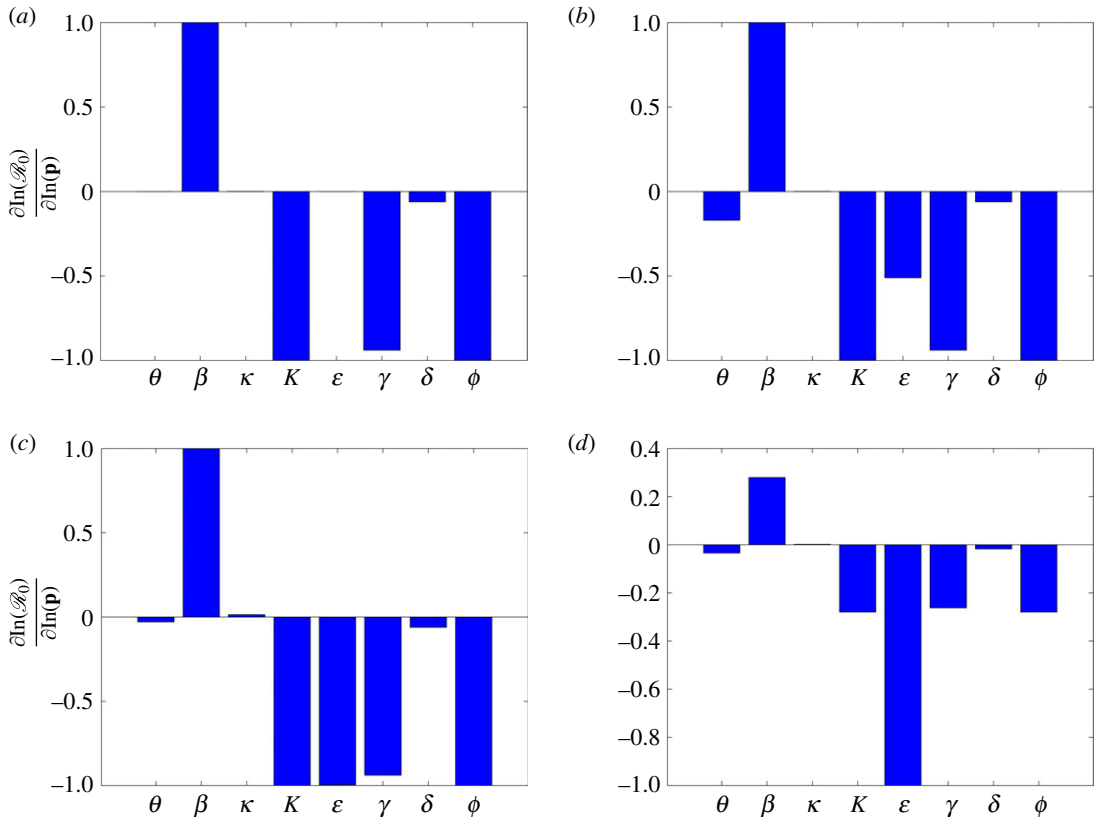 (a)
1.0
0.5
0
–0.5
–1.0
∂ln(ℛ₀)
∂ln(p)
θ β κ K ε γ δ ϕ
(b)
1.0
0.5
0
–0.5
–1.0
θ β κ K ε γ δ ϕ
(c)
1.0
0.5
0
–0.5
–1.0
∂ln(ℛ₀)
∂ln(p)
θ β κ K ε γ δ ϕ
(d)
0.4
0.2
0
–0.2
–0.4
–0.6
–0.8
–1.0
θ β κ K ε γ δ ϕ